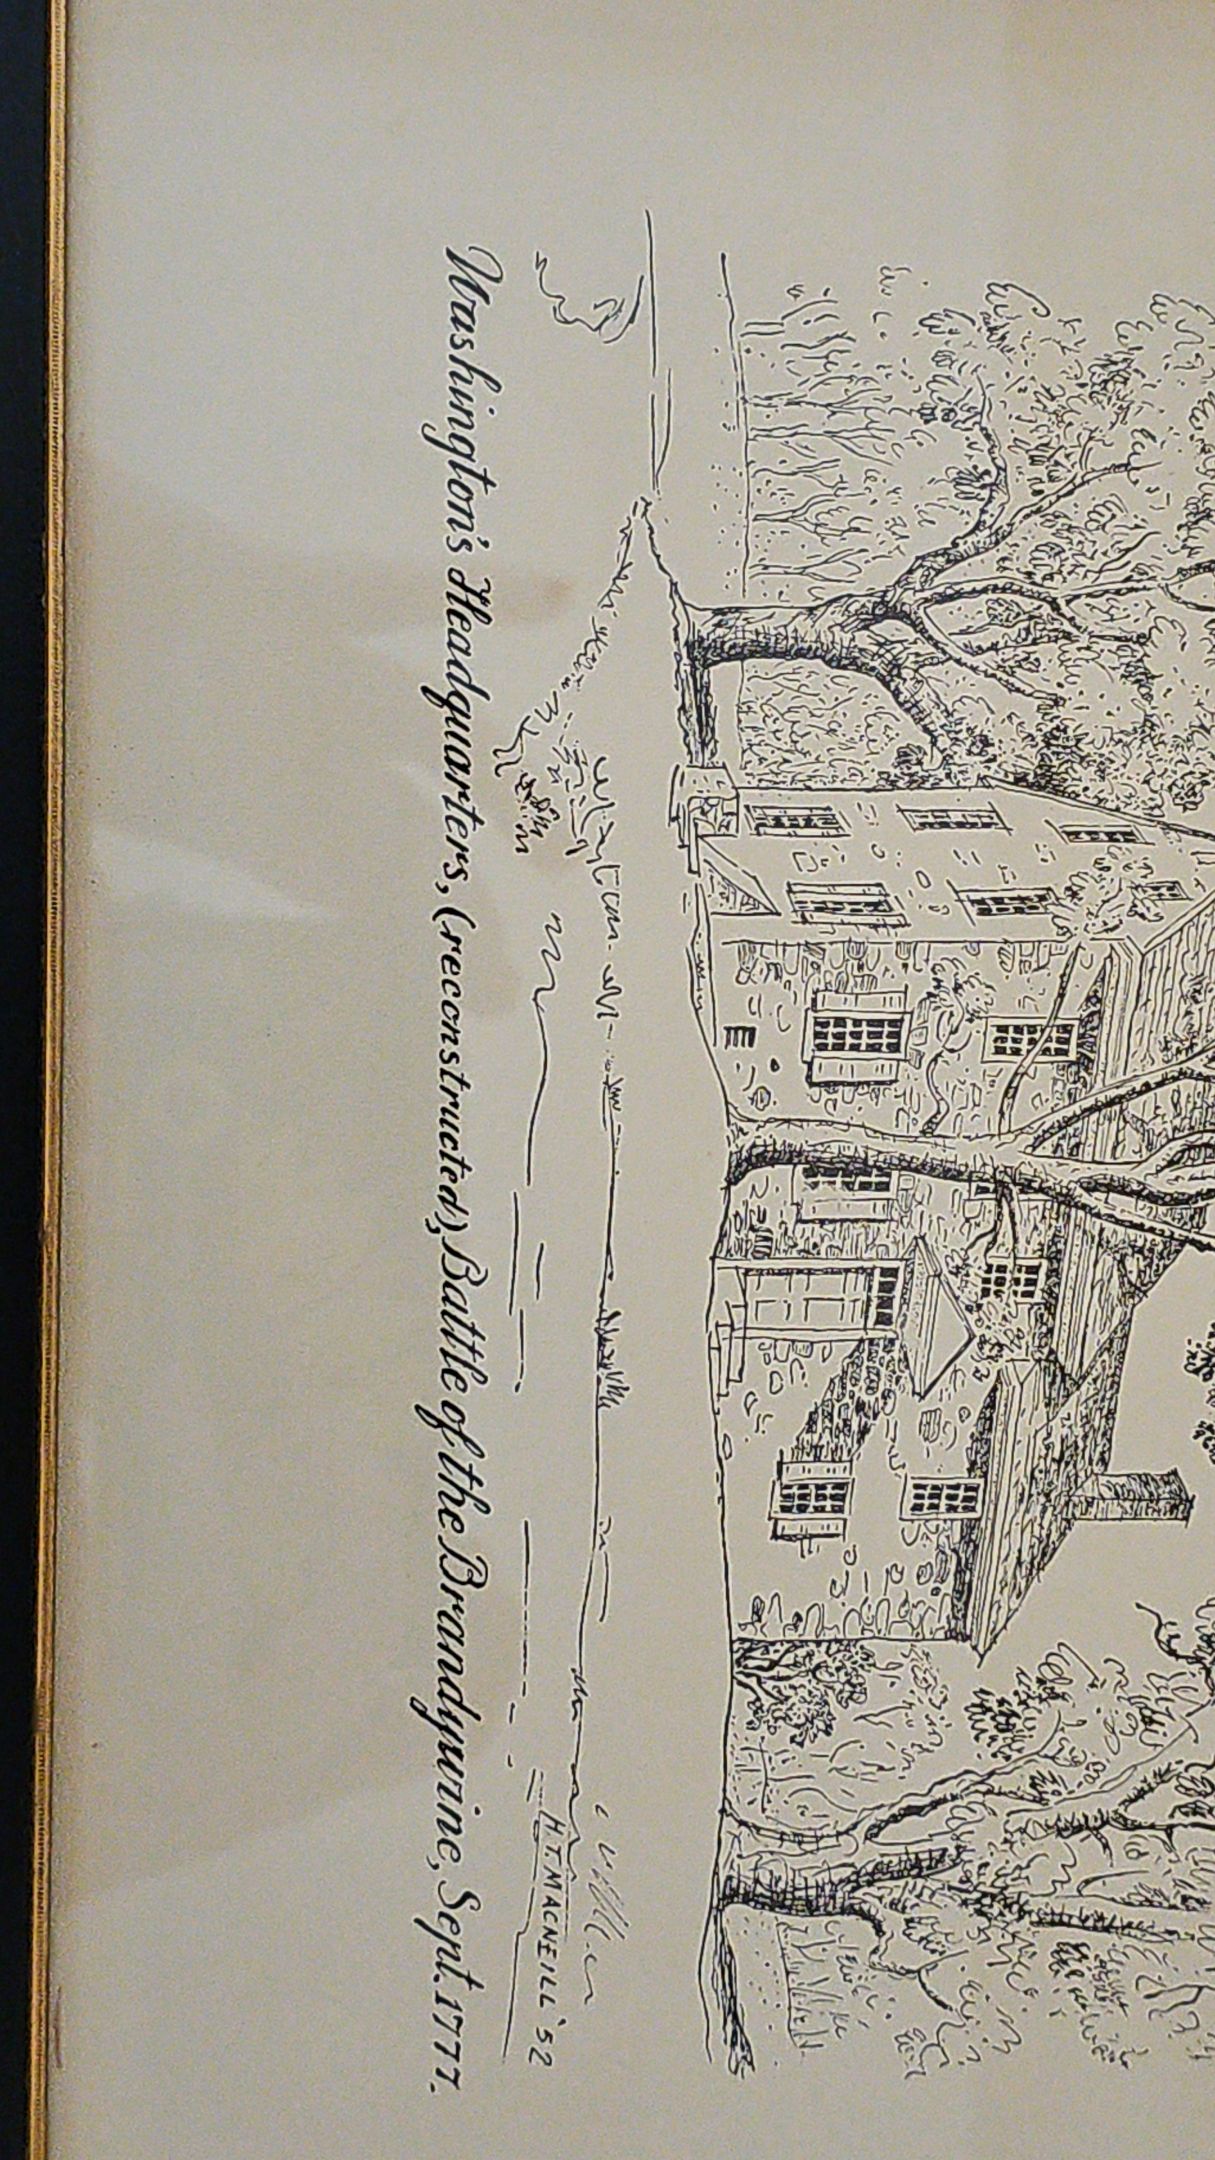 H.T. MACNEILL '52
Washington's Headquarters, (reconstructed), Battle of the Brandywine, Sept. 1777.